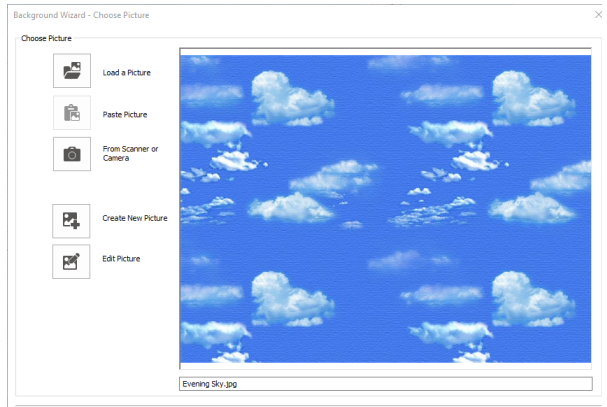 Background Wizard - Choose Picture
Choose Picture
Load a Picture
Paste Picture
From Scanner or
Camera
Create New Picture
Edit Picture
Evening Sky.jpg